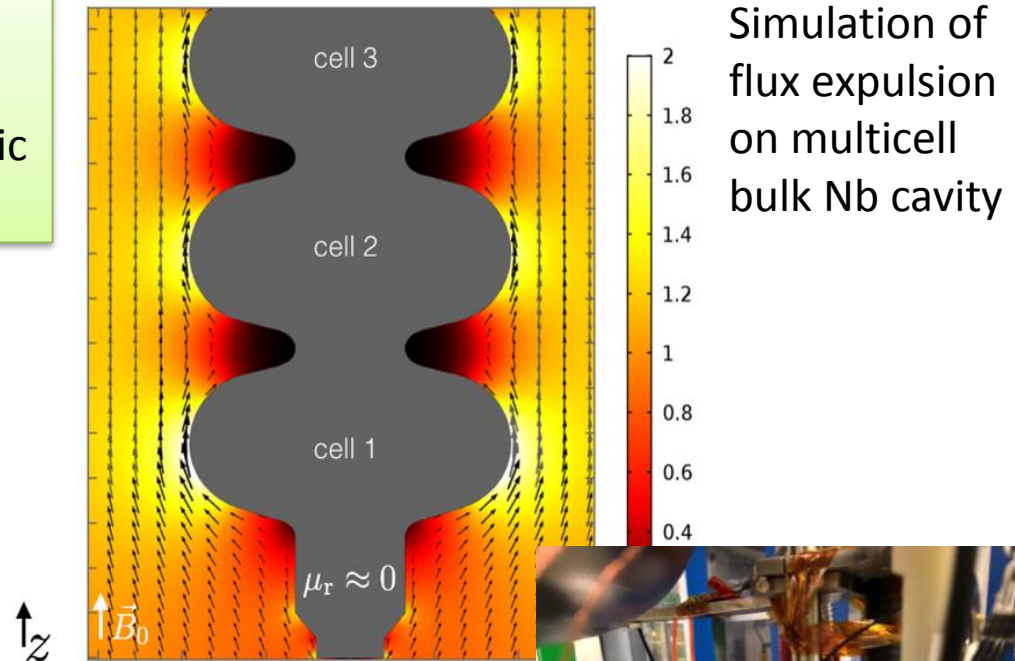 ic
cell 3
cell 2
cell 1
μr ≈ 0
B⃗0
z
2
1.8
1.6
1.4
1.2
1
0.8
0.6
0.4
Simulation of
flux expulsion
on multicell
bulk Nb cavity